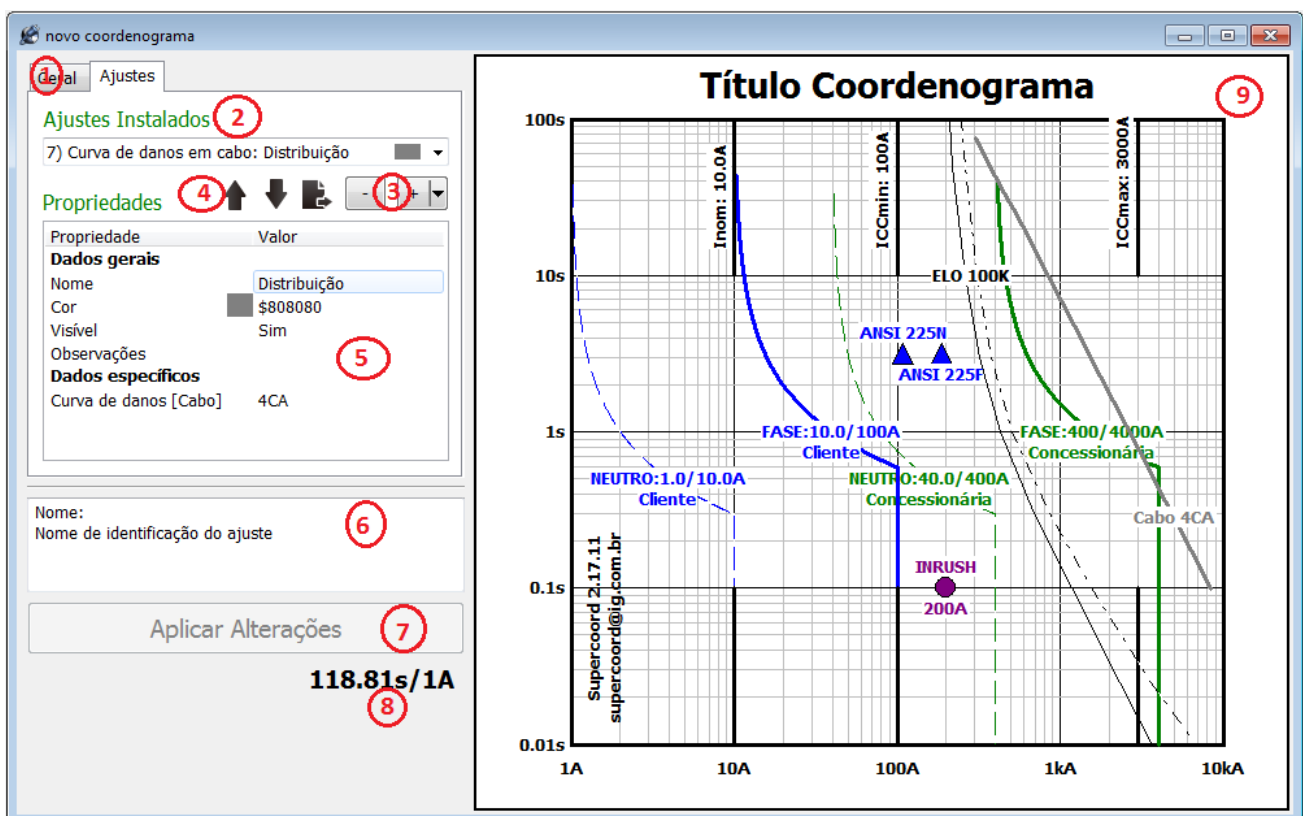 novo coordenograma
1
Geral
Ajustes
Ajustes Instalados
2
7) Curva de danos em cabo: Distribuição
Propriedades
4
-
3
+
Propriedade Valor
Dados gerais
Nome Distribuição
Cor $808080
Visível Sim
Observações
5
Dados específicos
Curva de danos [Cabo] 4CA
Nome:
Nome de identificação do ajuste
6
Aplicar Alterações
7
118.81s/1A
8
Título Coordenograma
9
100s
10s
1s
0.1s
0.01s
1A
10A
100A
1kA
10kA
Inom: 10.0A
ICCmin: 100A
ICCmax: 3000A
ELO 100K
ANSI 225N
ANSI 225F
FASE:10.0/100A
Cliente
FASE:400/4000A
Concessionária
NEUTRO:1.0/10.0A
Cliente
NEUTRO:40.0/400A
Concessionária
Cabo 4CA
INRUSH
200A
Supercoord 2.17.11
supercoord@ig.com.br